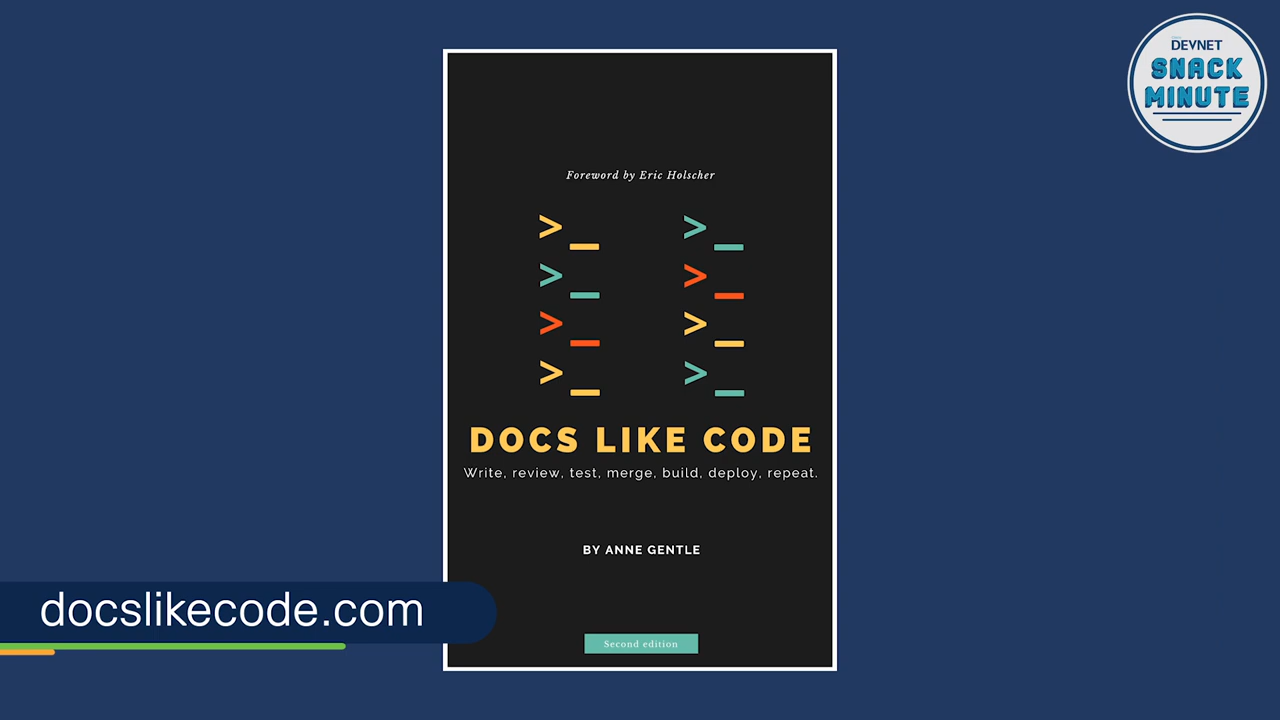 DEVNET
SNACK
MINUTE
Foreword by Eric Holscher
>_ >_
>_ >_
>_ >_
>_ >_
DOCS LIKE CODE
Write, review, test, merge, build, deploy, repeat.
BY ANNE GENTLE
docslikecode.com
Second edition